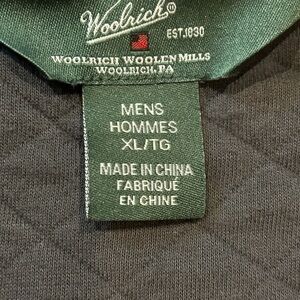 Woolrich®
EST.1830
WOOLRICH WOOLEN MILLS
WOOLRICH, PA
MENS
HOMMES
XL/TG
MADE IN CHINA
FABRIQUÉ
EN CHINE